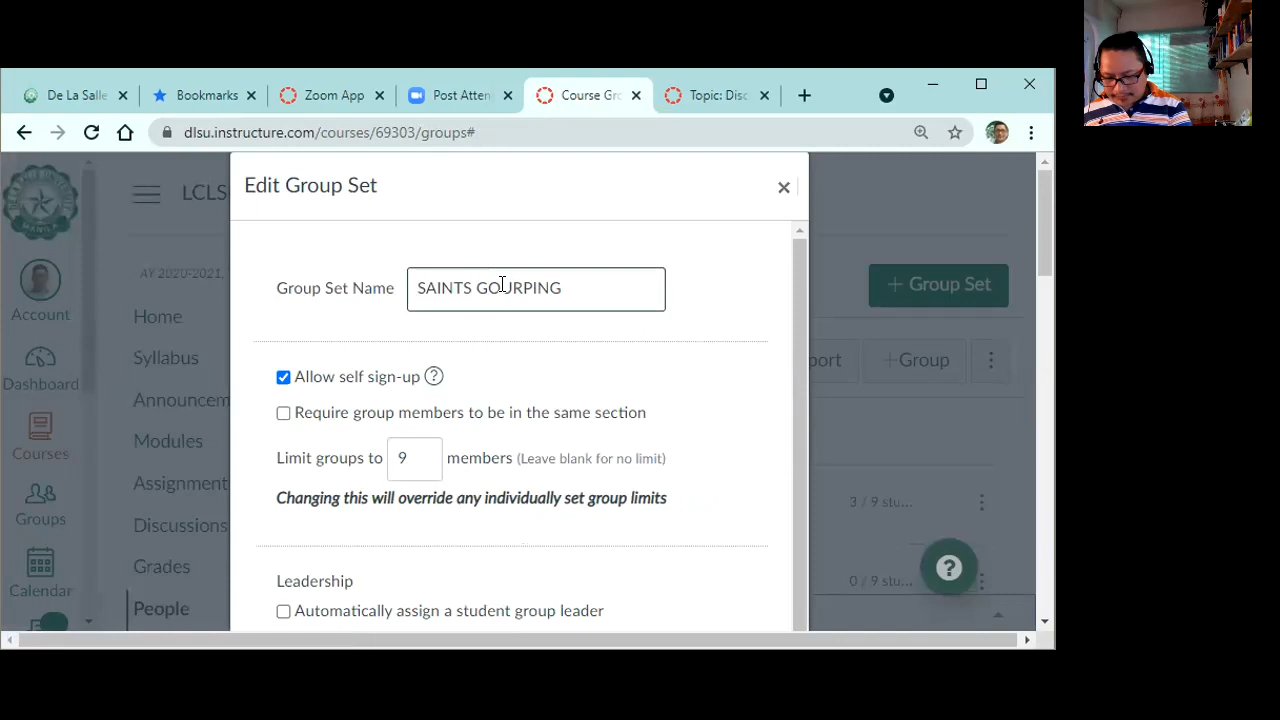 De La Salle
Bookmarks
Zoom App
Post Atten
Course Gro
Topic: Disc
dlsu.instructure.com/courses/69303/groups#
Edit Group Set
LCLS
AY 2020-2021,
Group Set Name
SAINTS GOURPING
+ Group Set
Account
Home
Syllabus
Allow self sign-up ?
port
+ Group
Dashboard
Announcem
Require group members to be in the same section
Modules
Courses
Limit groups to 9 members (Leave blank for no limit)
Assignment
Changing this will override any individually set group limits
3 / 9 stu...
Groups
Discussions
Grades
?
0 / 9 stu...
Calendar
Leadership
People
Automatically assign a student group leader